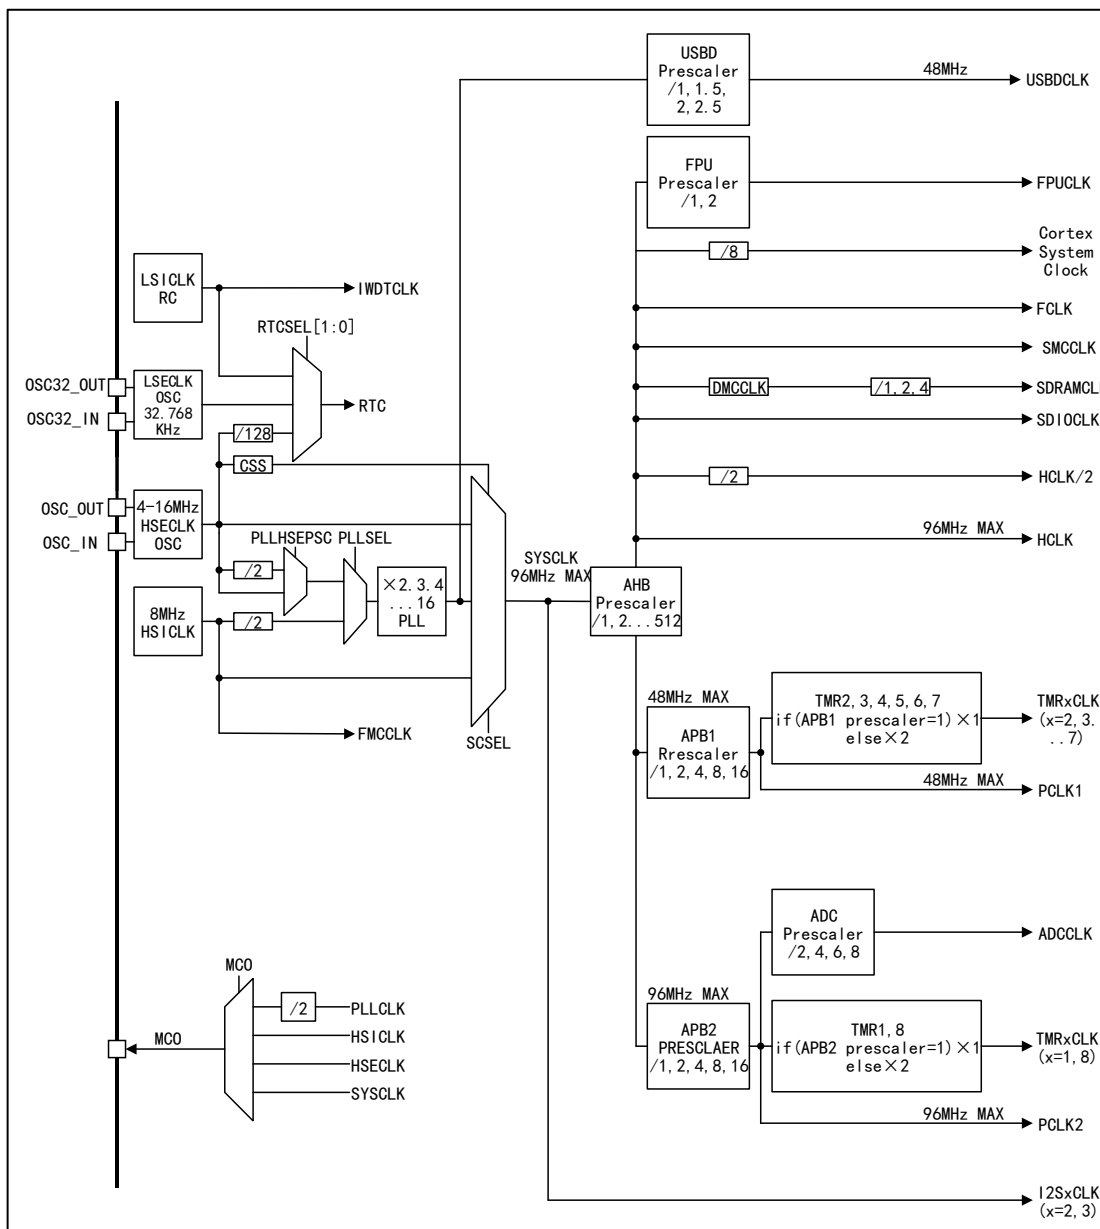 USBD
Prescaler
/1, 1.5,
2, 2.5
48MHz
USBDCLK
FPU
Prescaler
/1, 2
FPUCLK
/8
Cortex
System
Clock
LSICLK
RC
IWDTCLK
FCLK
RTCSEL[1:0]
SMCCLK
OSC32_OUT
OSC32_IN
LSECLK
OSC
32.768
KHz
RTC
DMCCLK
/1, 2, 4
SDRAMCL
SDIOCLK
/128
CSS
/2
HCLK/2
OSC_OUT
OSC_IN
4-16MHz
HSECLK
OSC
96MHz MAX
HCLK
PLLHSEPSC
PLLSEL
/2
×2. 3. 4
... 16
PLL
SYSCLK
96MHz MAX
AHB
Prescaler
/1, 2...512
8MHz
HSICLK
/2
FMCCLK
SCSEL
48MHz MAX
APB1
Rrescaler
/1, 2, 4, 8, 16
TMR2, 3, 4, 5, 6, 7
if(APB1 prescaler=1)×1
else×2
TMRxCLK
(x=2, 3.
..7)
48MHz MAX
PCLK1
ADC
Prescaler
/2, 4, 6, 8
ADCCLK
MCO
/2
PLLCLK
HSICLK
HSECLK
SYSCLK
MCO
96MHz MAX
APB2
PRESCLAER
/1, 2, 4, 8, 16
TMR1, 8
if(APB2 prescaler=1)×1
else×2
TMRxCLK
(x=1, 8)
96MHz MAX
PCLK2
I2SxCLK
(x=2, 3)